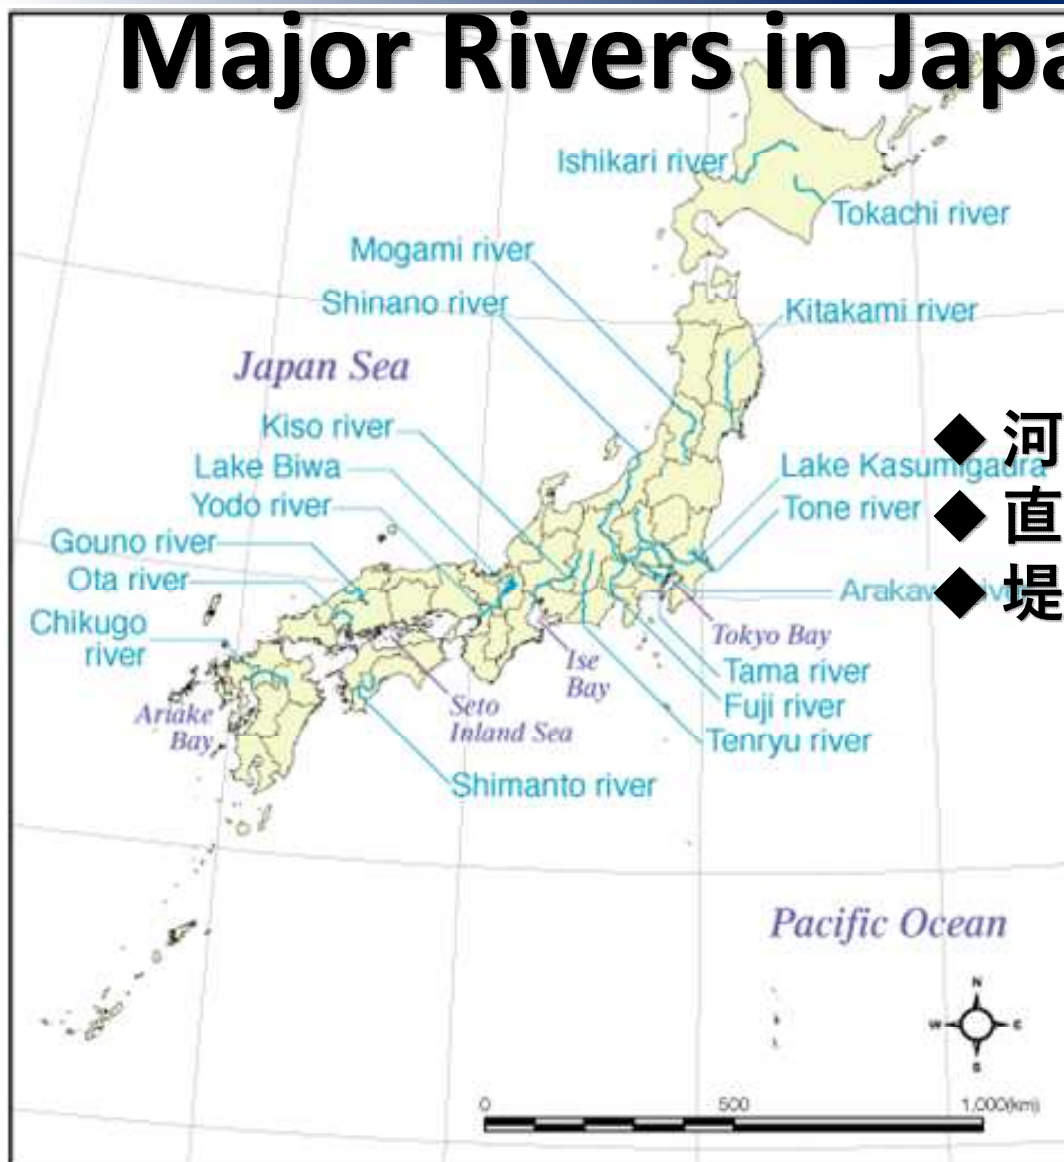 Major Rivers in Japa
Ishikari river
Tokachi river
Mogami river
Shinano river
Kitakami river
Japan Sea
Kiso river
Lake Biwa
Yodo river
Gouno river
Ota river
Chikugo
river
Lake Kasumigaura
Tone river
◆ 河
◆ 直
◆ 堤
Tokyo Bay
Ise
Bay
Tama river
Fuji river
Tenryu river
Seto
Inland Sea
Ariake
Bay
Shimanto river
Pacific Ocean
N
W
E
S
0 500 1,000(km)